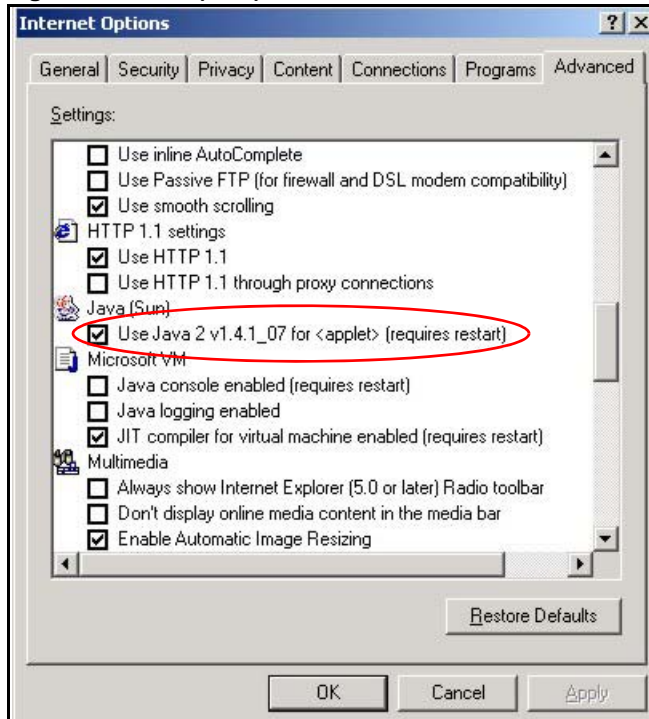 Internet Options
General Security Privacy Content Connections Programs Advanced
Settings:
Use inline AutoComplete
Use Passive FTP (for firewall and DSL modem compatibility)
Use smooth scrolling
HTTP 1.1 settings
Use HTTP 1.1
Use HTTP 1.1 through proxy connections
Java (Sun)
Use Java 2 v1.4.1_07 for <applet> (requires restart)
Microsoft VM
Java console enabled (requires restart)
Java logging enabled
JIT compiler for virtual machine enabled (requires restart)
Multimedia
Always show Internet Explorer (5.0 or later) Radio toolbar
Don't display online media content in the media bar
Enable Automatic Image Resizing
Restore Defaults
OK Cancel Apply